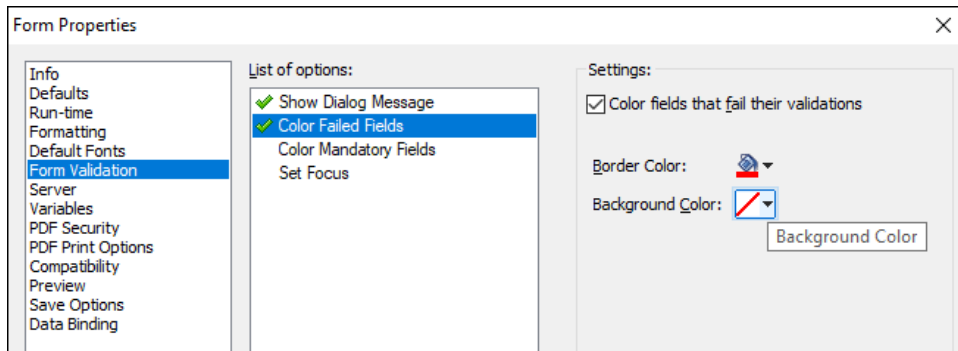 Form Properties
Info
Defaults
Run-time
Formatting
Default Fonts
Form Validation
Server
Variables
PDF Security
PDF Print Options
Compatibility
Preview
Save Options
Data Binding
List of options:
Show Dialog Message
Color Failed Fields
Color Mandatory Fields
Set Focus
Settings:
Color fields that fail their validations
Border Color:
Background Color:
Background Color